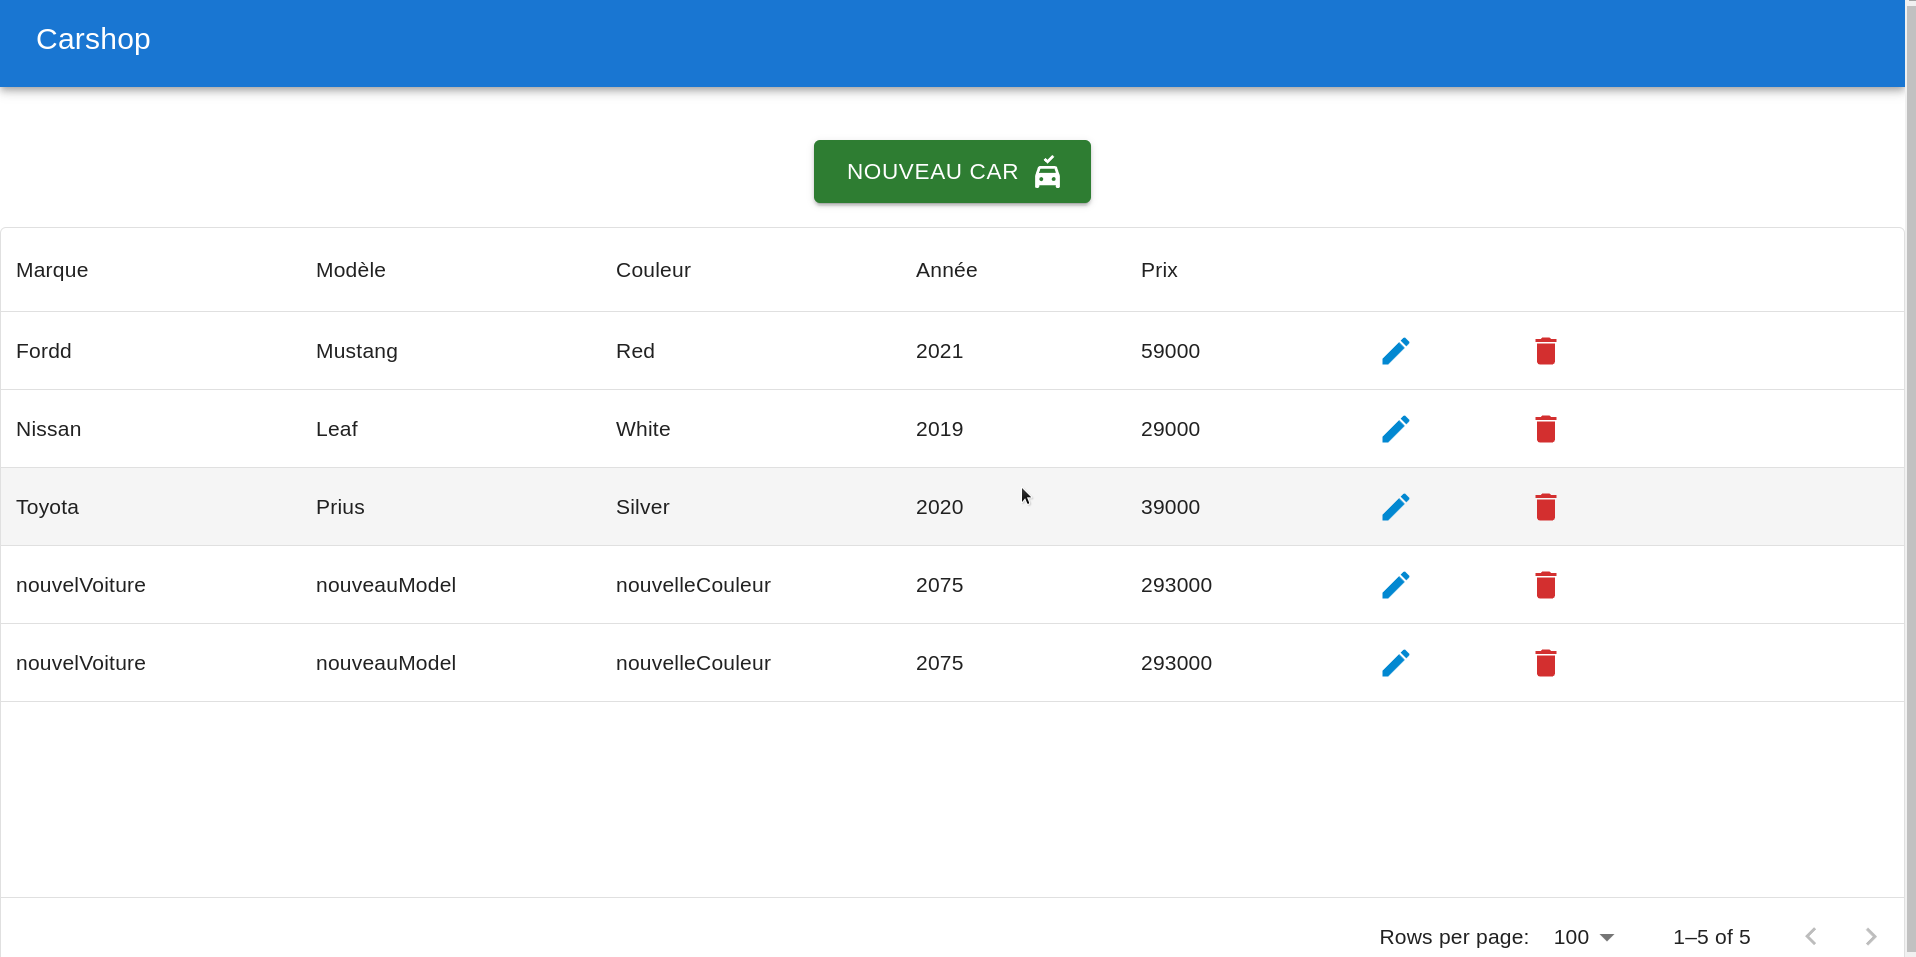 Carshop
NOUVEAU CAR
Marque Modèle Couleur Année Prix
Fordd Mustang Red 2021 59000
Nissan Leaf White 2019 29000
Toyota Prius Silver 2020 39000
nouvelVoiture nouveauModel nouvelleCouleur 2075 293000
nouvelVoiture nouveauModel nouvelleCouleur 2075 293000
Rows per page: 100 1–5 of 5